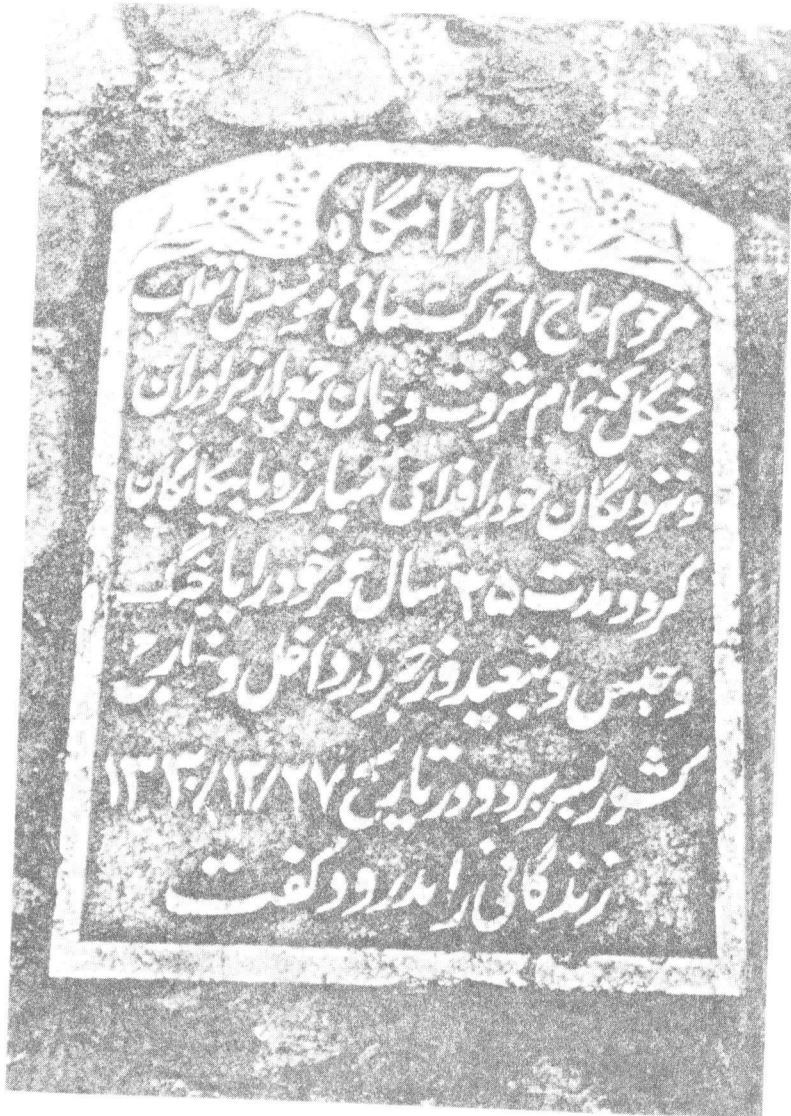 آرامگاه
مرحوم حاج احمد کسمائی مؤسس انقلاب
جنگل که تمام ثروت و جان جمعی از برادران
و نزدیکان خود را فدای مبارزه با بیگانگان
کرد و مدت ۲۵ سال عمر خود را با جنگ
و حبس و تبعید و زجر در داخل و خارج
کشور بسر برد و در تاریخ ۱۳۳۰/۱۲/۲۷
زندگانی را بدرود گفت